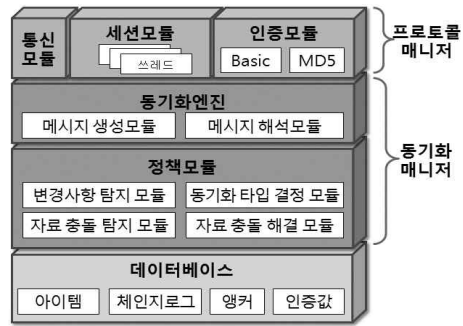 통신
모듈
세션모듈
쓰레드
인증모듈
Basic
MD5
프로토콜
매니저
동기화엔진
메시지 생성모듈
메시지 해석모듈
정책모듈
변경사항 탐지 모듈
동기화 타입 결정 모듈
자료 충돌 탐지 모듈
자료 충돌 해결 모듈
동기화
매니저
데이터베이스
아이템
체인지로그
앵커
인증값